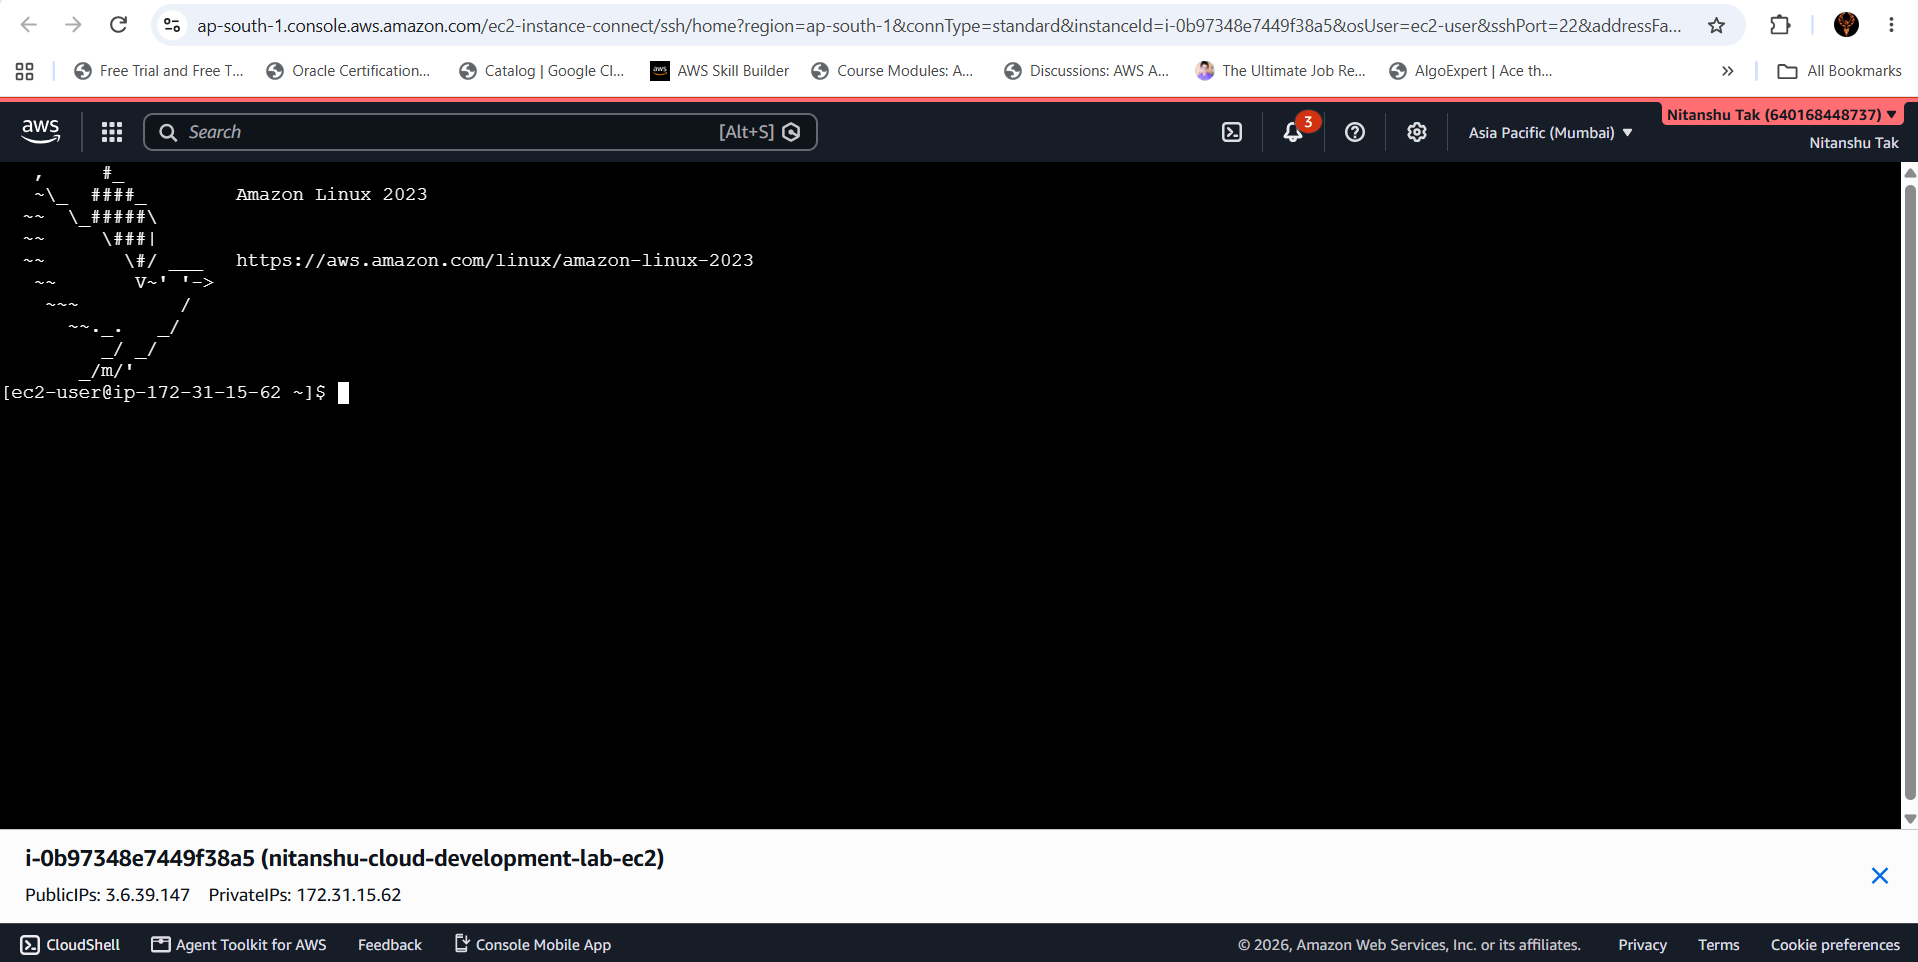 ap-south-1.console.aws.amazon.com/ec2-instance-connect/ssh/home?region=ap-south-1&connType=standard&instanceId=i-0b97348e7449f38a5&osUser=ec2-user&sshPort=22&addressFa...
Free Trial and Free T... Oracle Certification... Catalog | Google Cl... aws AWS Skill Builder Course Modules: A... Discussions: AWS A... The Ultimate Job Re... AlgoExpert | Ace th... » All Bookmarks
aws Search [Alt+S] 3 Asia Pacific (Mumbai) ▼ Nitanshu Tak (640168448737) ▼
Nitanshu Tak
   ,     #_
   ~\_  ####_        Amazon Linux 2023
  ~~  \_#####\
  ~~     \###|
  ~~       \#/ ___   https://aws.amazon.com/linux/amazon-linux-2023
   ~~       V~' '->
    ~~~         /
      ~~._.   _/
         _/ _/
       _/m/'
[ec2-user@ip-172-31-15-62 ~]$
i-0b97348e7449f38a5 (nitanshu-cloud-development-lab-ec2)
PublicIPs: 3.6.39.147 PrivateIPs: 172.31.15.62
CloudShell Agent Toolkit for AWS Feedback Console Mobile App © 2026, Amazon Web Services, Inc. or its affiliates. Privacy Terms Cookie preferences